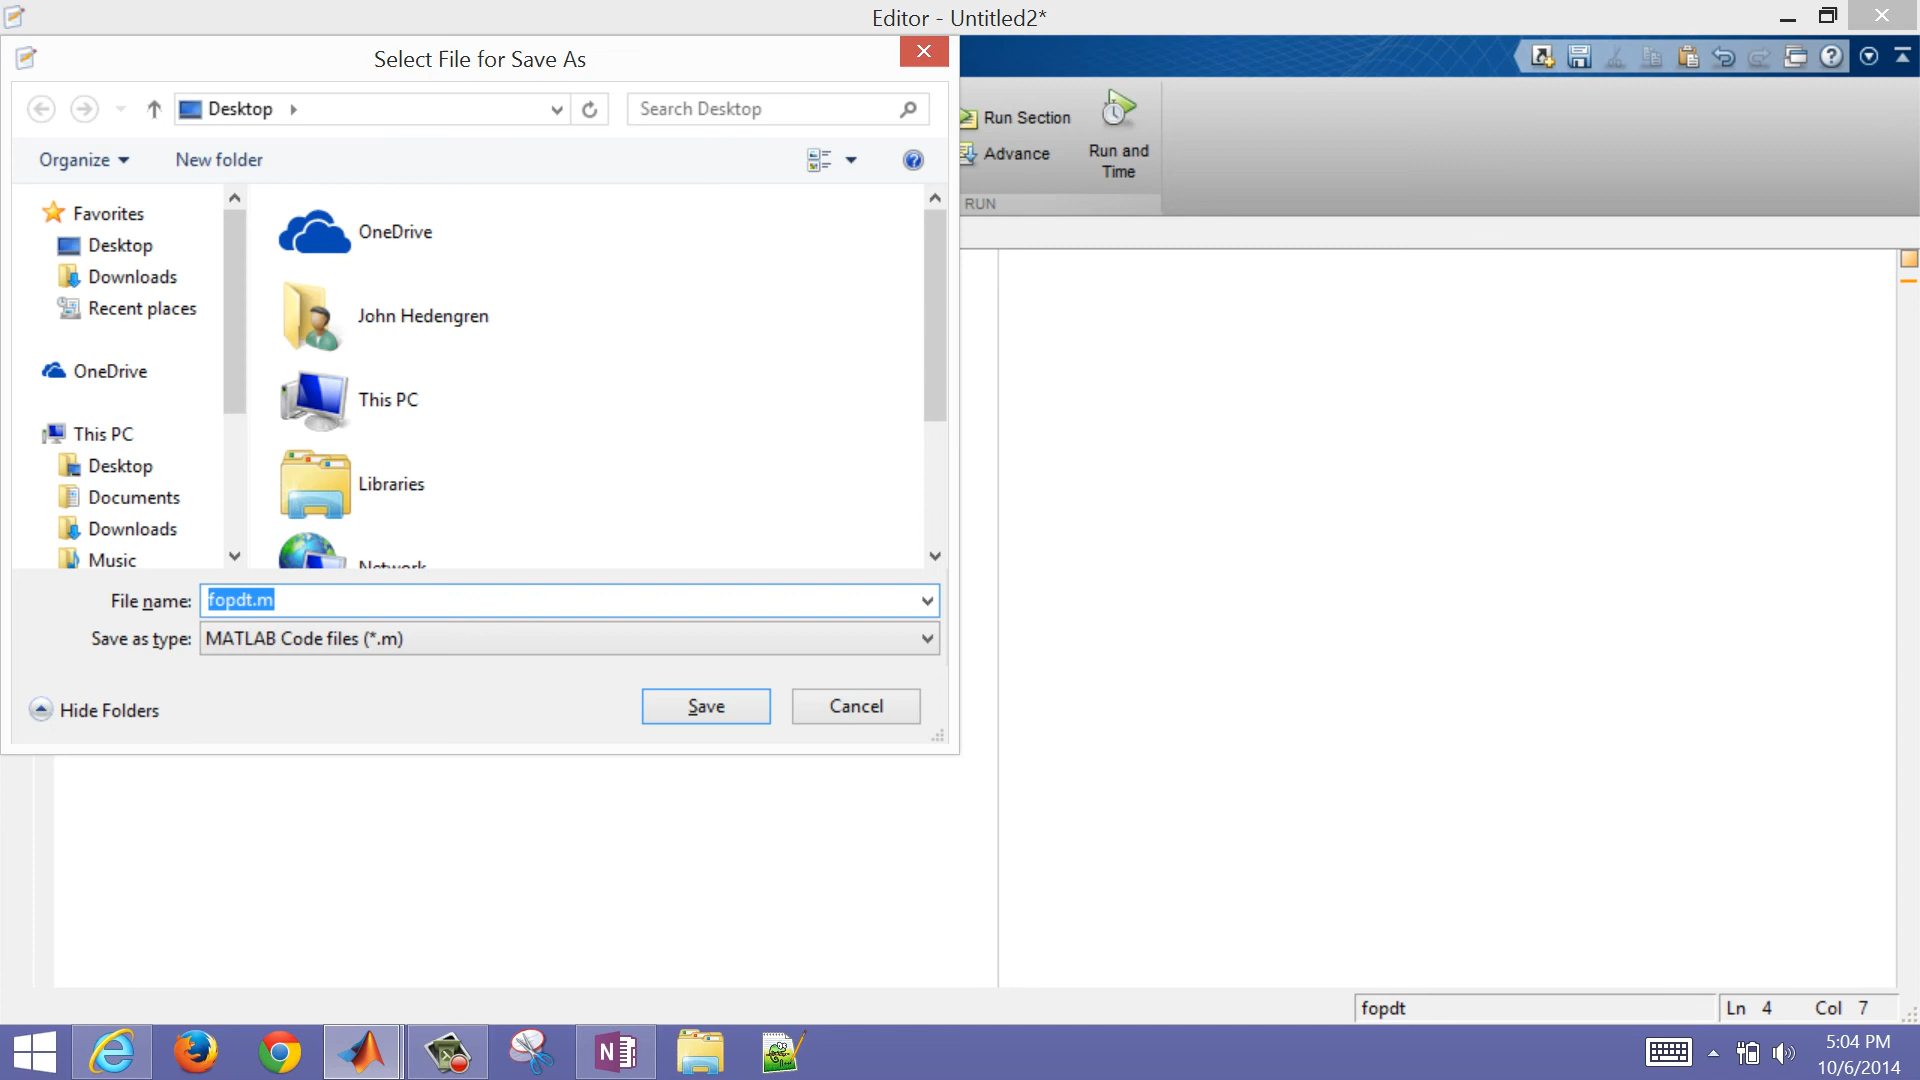 Editor - Untitled2*
Select File for Save As
Desktop
Search Desktop
Organize
New folder
Run Section
Advance
Run and
Time
RUN
Favorites
Desktop
Downloads
Recent places
OneDrive
This PC
Desktop
Documents
Downloads
Music
OneDrive
John Hedengren
This PC
Libraries
Network
File name:
fopdt.m
Save as type:
MATLAB Code files (*.m)
Hide Folders
Save
Cancel
fopdt
Ln 4
Col 7
5:04 PM
10/6/2014